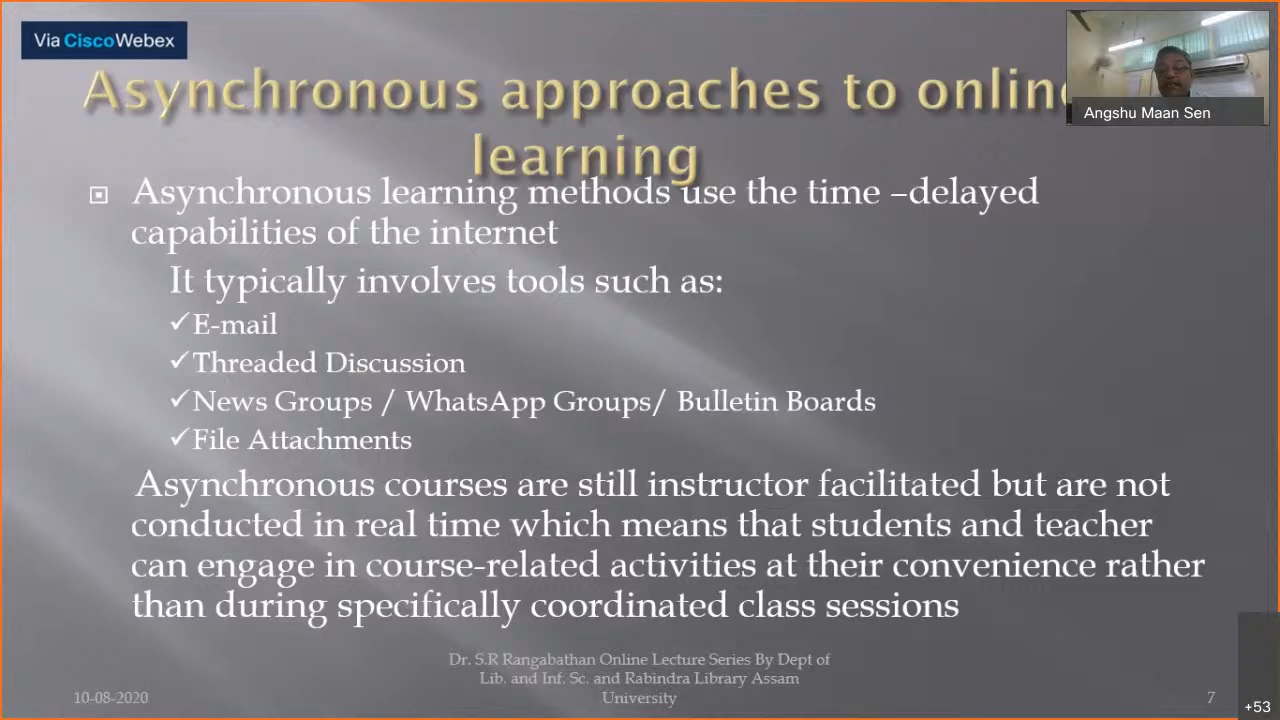 Via CiscoWebex
Asynchronous approaches to online
learning
Angshu Maan Sen
Asynchronous learning methods use the time –delayed
capabilities of the internet
It typically involves tools such as:
✓E-mail
✓Threaded Discussion
✓News Groups / WhatsApp Groups/ Bulletin Boards
✓File Attachments
Asynchronous courses are still instructor facilitated but are not
conducted in real time which means that students and teacher
can engage in course-related activities at their convenience rather
than during specifically coordinated class sessions
Dr. S.R Rangabathan Online Lecture Series By Dept of
Lib. and Inf. Sc. and Rabindra Library Assam
University
10-08-2020
7
+53